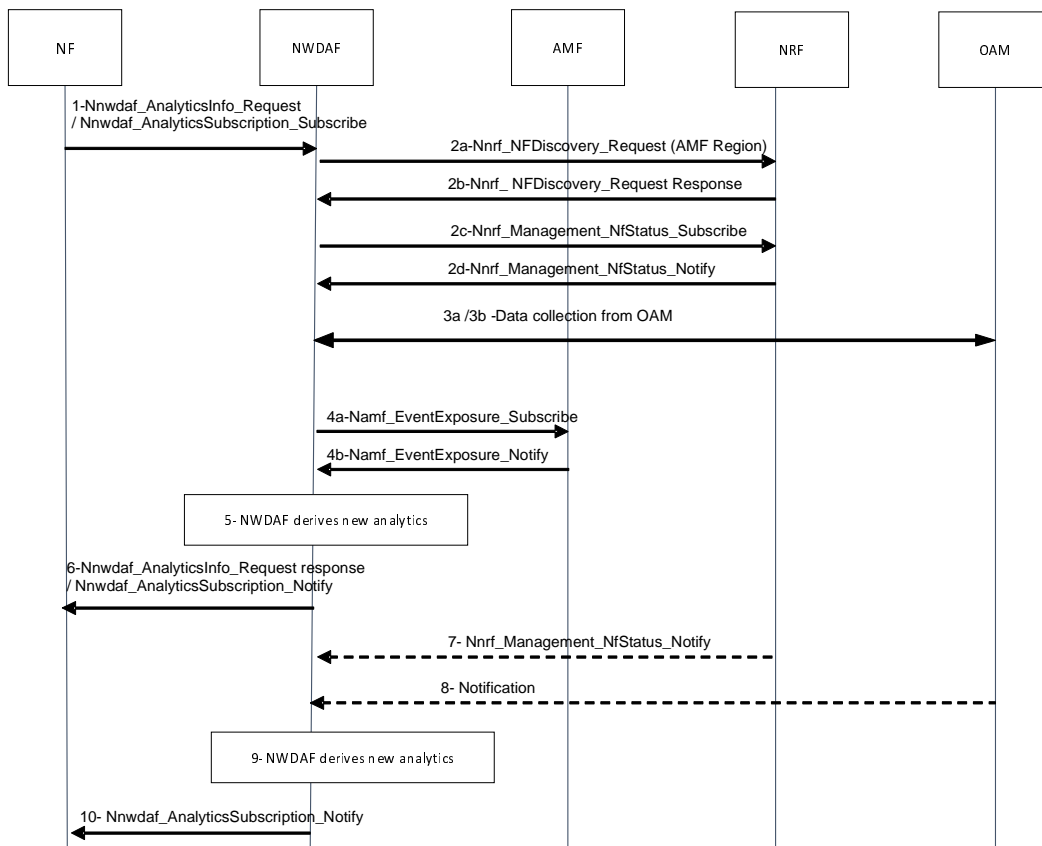 NF
NWDAF
AMF
NRF
OAM
1-Nnwdaf_AnalyticsInfo_Request
/ Nnwdaf_AnalyticsSubscription_Subscribe
2a-Nnrf_NFDiscovery_Request (AMF Region)
2b-Nnrf_ NFDiscovery_Request Response
2c-Nnrf_Management_NfStatus_Subscribe
2d-Nnrf_Management_NfStatus_Notify
3a /3b -Data collection from OAM
4a-Namf_EventExposure_Subscribe
4b-Namf_EventExposure_Notify
5- NWDAF derives new analytics
6-Nnwdaf_AnalyticsInfo_Request response
/ Nnwdaf_AnalyticsSubscription_Notify
7- Nnrf_Management_NfStatus_Notify
8- Notification
9- NWDAF derives new analytics
10- Nnwdaf_AnalyticsSubscription_Notify